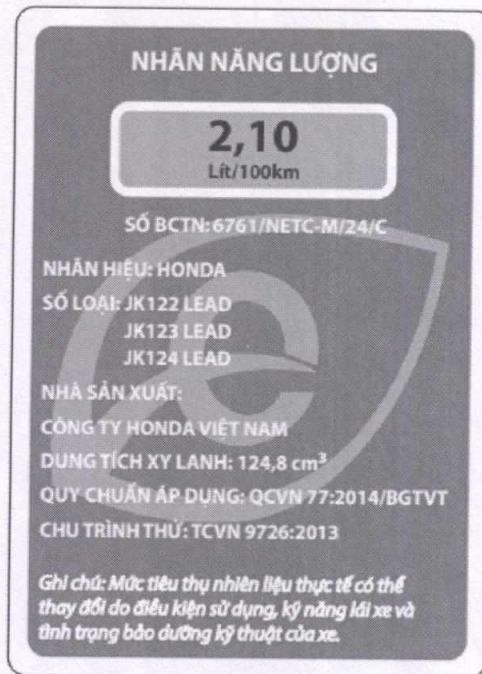 NHÃN NĂNG LƯỢNG
2,10
Lít/100km
SỐ BCTN: 6761/NETC-M/24/C
NHÃN HIỆU: HONDA
SỐ LOẠI: JK122 LEAD
JK123 LEAD
JK124 LEAD
NHÀ SẢN XUẤT:
CÔNG TY HONDA VIỆT NAM
DUNG TÍCH XY LANH: 124,8 cm³
QUY CHUẨN ÁP DỤNG: QCVN 77:2014/BGTVT
CHU TRÌNH THỬ: TCVN 9726:2013
Ghi chú: Mức tiêu thụ nhiên liệu thực tế có thể
thay đổi do điều kiện sử dụng, kỹ năng lái xe và
tình trạng bảo dưỡng kỹ thuật của xe.